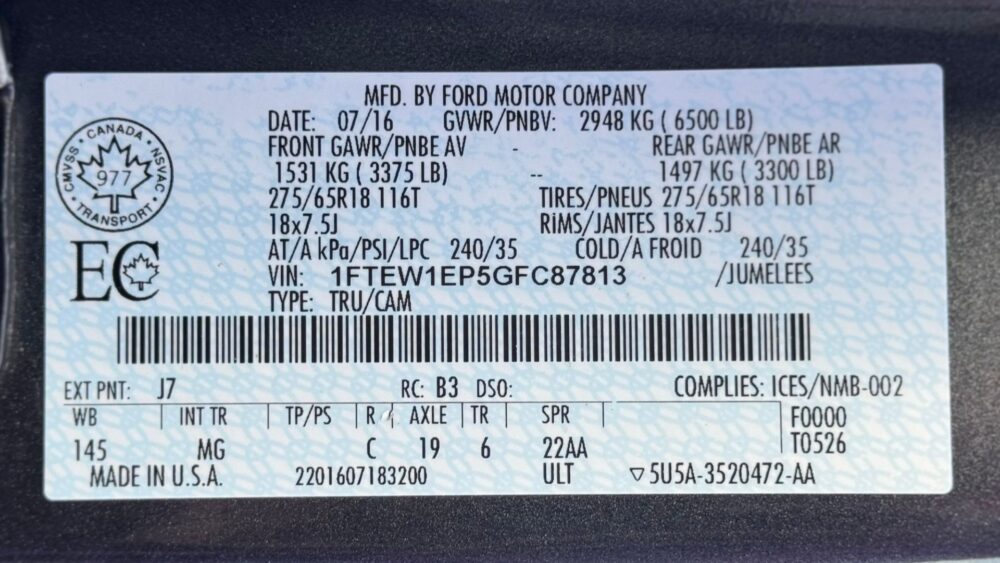 MFD. BY FORD MOTOR COMPANY
DATE: 07/16 GVWR/PNBV: 2948 KG ( 6500 LB)
FRONT GAWR/PNBE AV - REAR GAWR/PNBE AR
1531 KG ( 3375 LB) -- 1497 KG ( 3300 LB)
275/65R18 116T TIRES/PNEUS 275/65R18 116T
18x7.5J RIMS/JANTES 18x7.5J
AT/A kPa/PSI/LPC 240/35 COLD/A FROID 240/35
VIN: 1FTEW1EP5GFC87813 /JUMELEES
TYPE: TRU/CAM
CANADA
CMVSS NSVAC
977
TRANSPORT
EC
EXT PNT: J7 RC: B3 DSO: COMPLIES: ICES/NMB-002
WB INT TR TP/PS R AXLE TR SPR F0000
145 MG C 19 6 22AA T0526
MADE IN U.S.A. 2201607183200 ULT ▽5U5A-3520472-AA